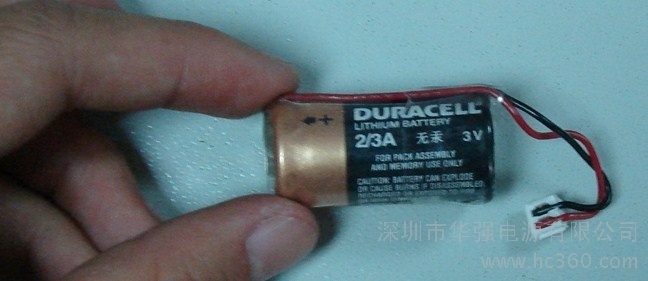 DURACELL
LITHIUM BATTERY
2/3A 无汞 3V
FOR PACK ASSEMBLY
AND MEMORY USE ONLY
CAUTION: BATTERY CAN EXPLODE
OR CAUSE BURNS IF DISASSEMBLED
深圳市华强电源有限公司
www.hc360.com